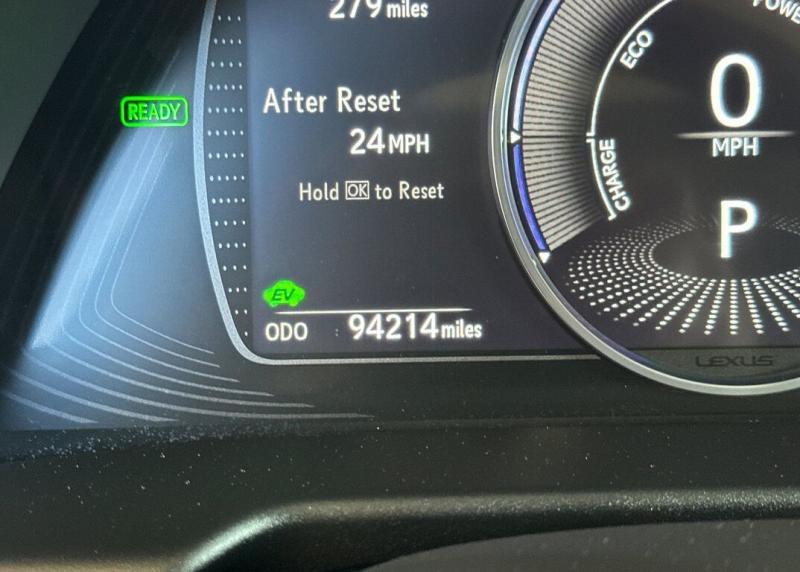 279 miles
After Reset
24 MPH
Hold OK to Reset
READY
EV
ODO 94214 miles
ECO
CHARGE
0
MPH
P
LEXUS